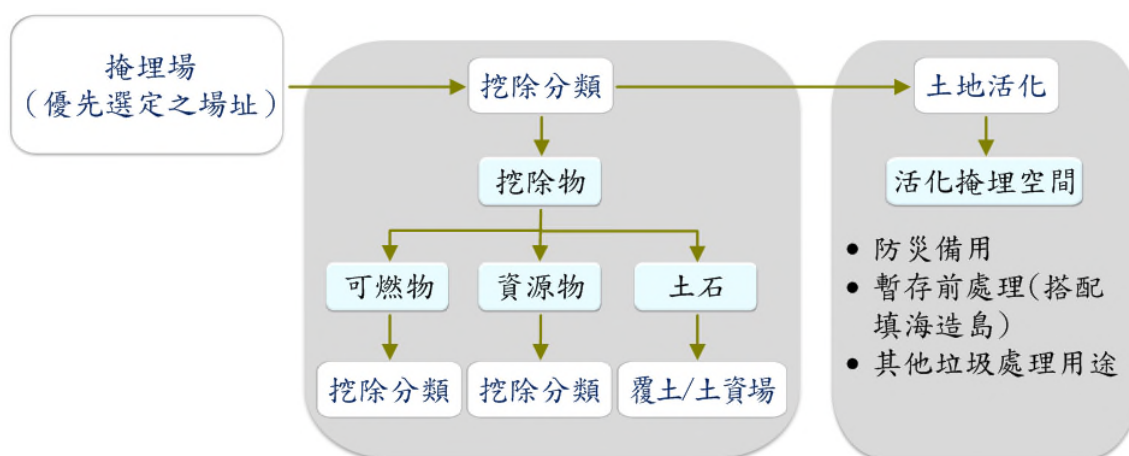 掩埋場
（優先選定之場址）
挖除分類
土地活化
挖除物
活化掩埋空間
可燃物
資源物
土石
挖除分類
挖除分類
覆土/土資場
• 防災備用
• 暫存前處理(搭配
填海造島)
• 其他垃圾處理用途